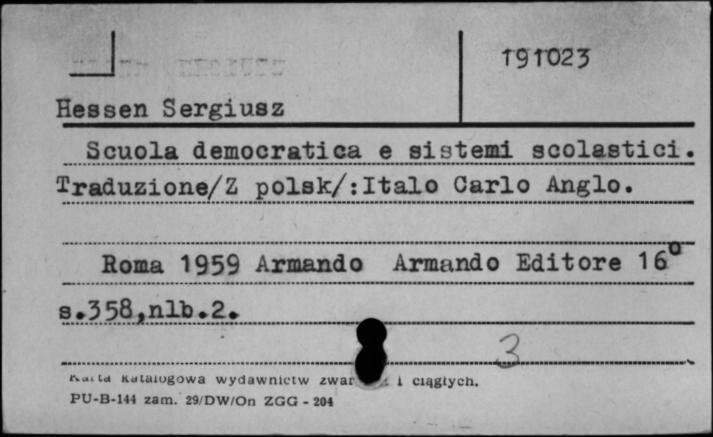 191023
Hessen Sergiusz
Scuola democratica e sistemi scolastici.
Traduzione/Z polsk/:Italo Carlo Anglo.
Roma 1959 Armando Armando Editore 16°
s.358,nlb.2.
3
Karta katalogowa wydawnictw i ciągłych.
PU-B-144 zam. 29/DW/On ZGG - 204